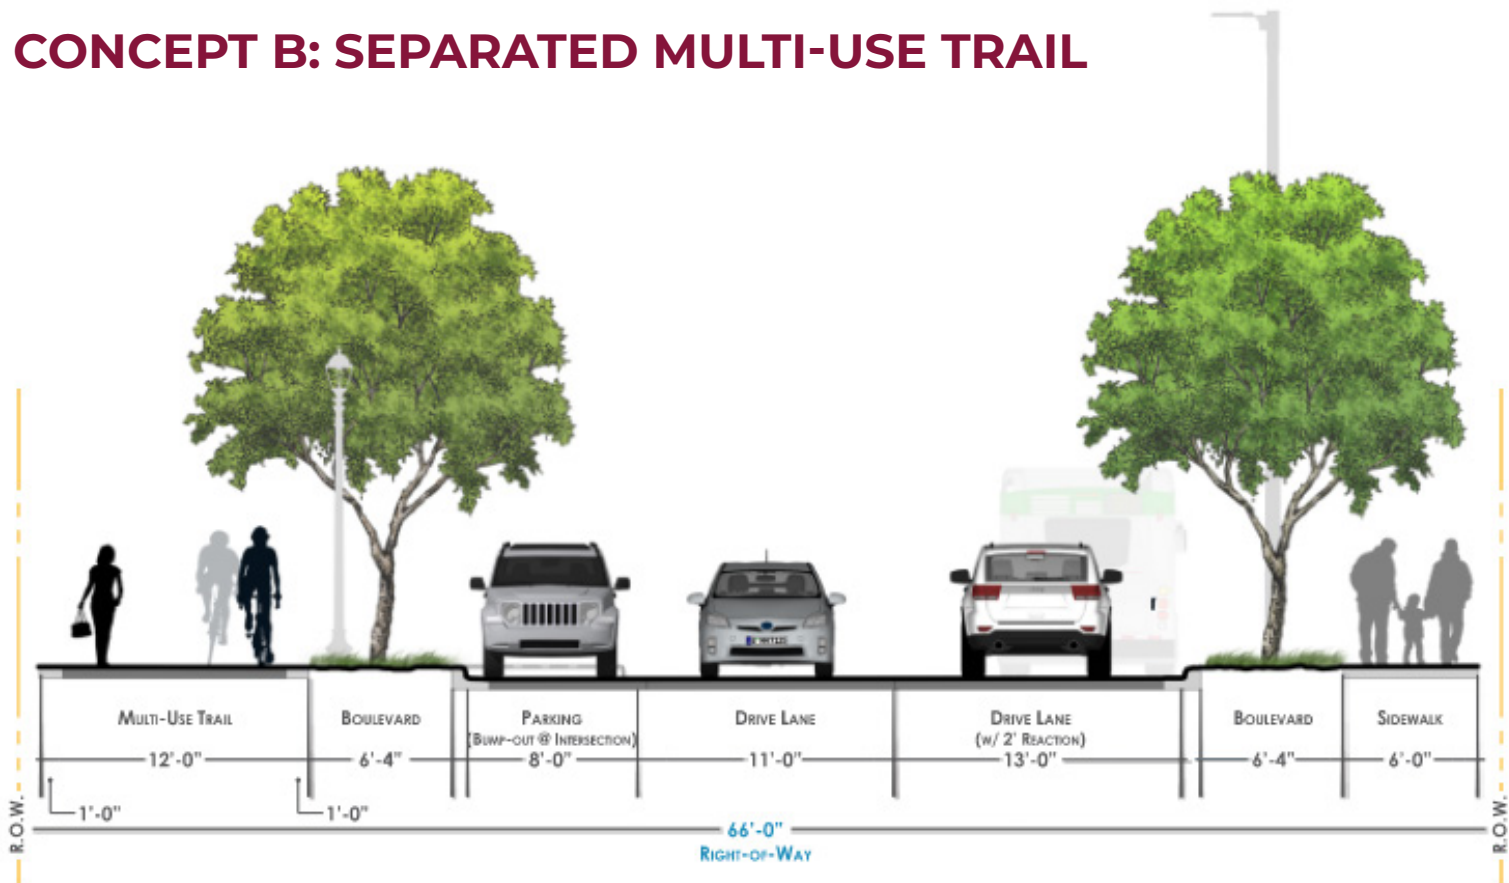 CONCEPT B: SEPARATED MULTI-USE TRAIL
MULTI-USE TRAIL
12'-0"
BOULEVARD
6'-4"
PARKING
(BUMP-OUT @ INTERSECTION)
8'-0"
DRIVE LANE
11'-0"
DRIVE LANE
(W/ 2' REACTION)
13'-0"
BOULEVARD
6'-4"
SIDEWALK
6'-0"
1'-0"
1'-0"
R.O.W.
66'-0"
RIGHT-OF-WAY
R.O.W.